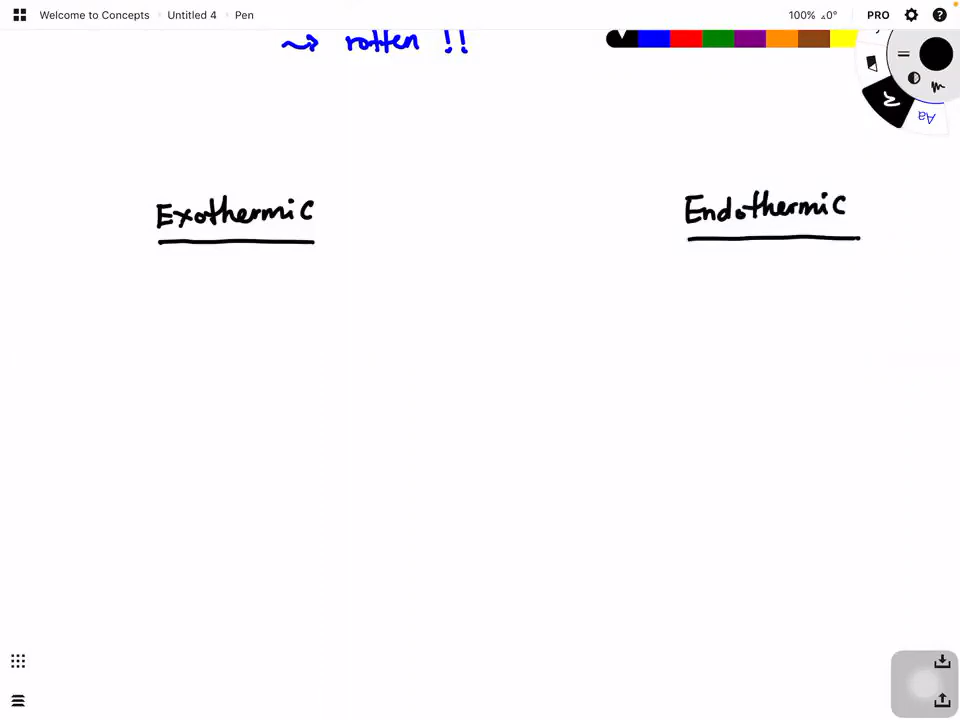 Welcome to Concepts Untitled 4 Pen 100% 0° PRO
~> rotten !!
Aa
Exothermic Endothermic